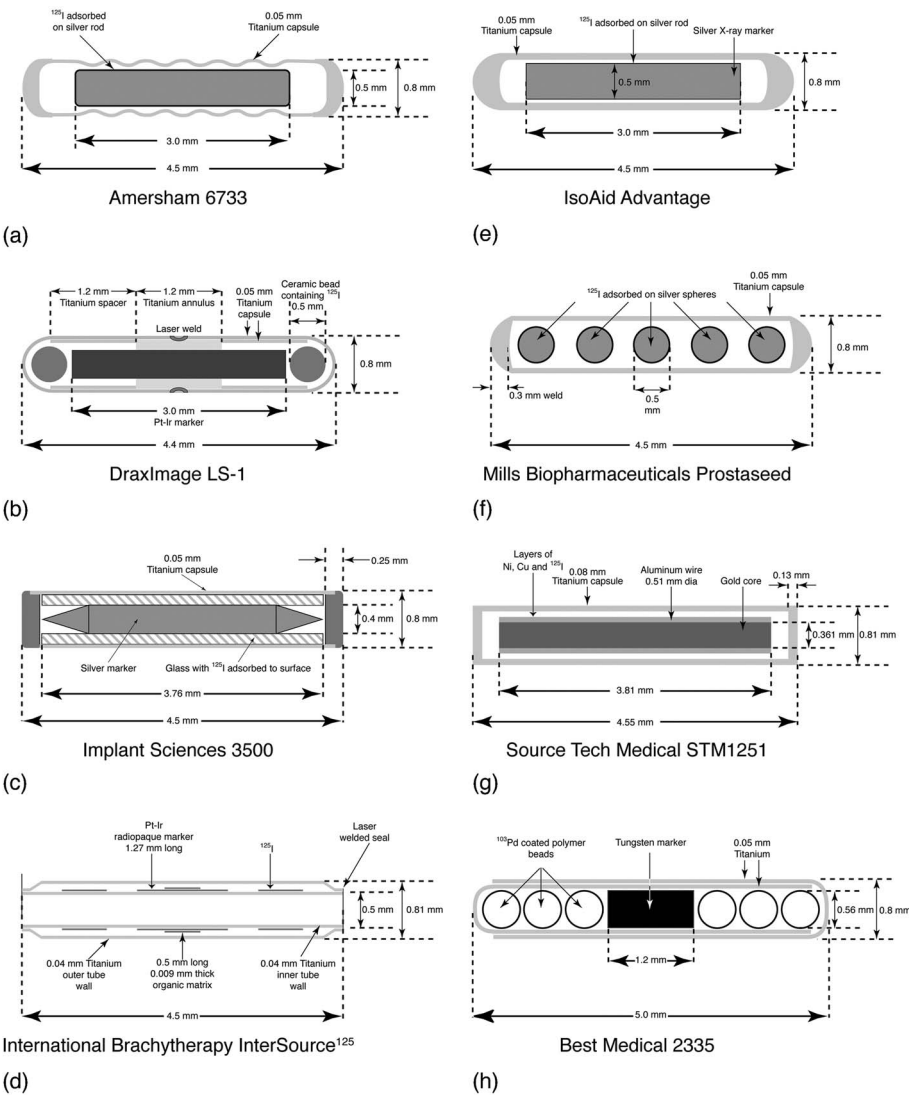 ¹²⁵I adsorbed
on silver rod
0.05 mm
Titanium capsule
0.5 mm
0.8 mm
3.0 mm
4.5 mm
Amersham 6733
(a)
0.05 mm
Titanium capsule
¹²⁵I adsorbed on silver rod
Silver X-ray marker
0.5 mm
0.8 mm
3.0 mm
4.5 mm
IsoAid Advantage
(e)
1.2 mm
Titanium spacer
1.2 mm
Titanium annulus
0.05 mm
Titanium
capsule
Ceramic bead
containing ¹²⁵I
0.5 mm
Laser weld
0.8 mm
3.0 mm
Pt-Ir marker
4.4 mm
DraxImage LS-1
(b)
¹²⁵I adsorbed on silver spheres
0.05 mm
Titanium capsule
0.8 mm
0.3 mm weld
0.5
mm
4.5 mm
Mills Biopharmaceuticals Prostaseed
(f)
0.05 mm
Titanium capsule
0.25 mm
0.4 mm
0.8 mm
Silver marker
Glass with ¹²⁵I adsorbed to surface
3.76 mm
4.5 mm
Implant Sciences 3500
(c)
Layers of
Ni, Cu and ¹²⁵I
0.08 mm
Titanium capsule
Aluminum wire
0.51 mm dia
Gold core
0.13 mm
0.361 mm
0.81 mm
3.81 mm
4.55 mm
Source Tech Medical STM1251
(g)
Pt-Ir
radiopaque marker
1.27 mm long
¹²⁵I
Laser
welded seal
0.5 mm
0.81 mm
0.04 mm Titanium
outer tube
wall
0.5 mm long
0.009 mm thick
organic matrix
0.04 mm Titanium
inner tube
wall
4.5 mm
International Brachytherapy InterSource¹²⁵
(d)
¹⁰³Pd coated polymer
beads
Tungsten marker
0.05 mm
Titanium
0.56 mm
0.8 mm
1.2 mm
5.0 mm
Best Medical 2335
(h)